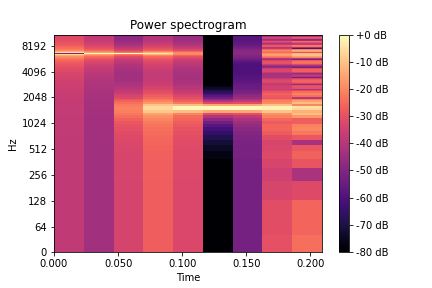 Power spectrogram
8192
4096
2048
1024
512
256
128
64
0
Hz
0.000 0.050 0.100 0.150 0.200
Time
+0 dB
-10 dB
-20 dB
-30 dB
-40 dB
-50 dB
-60 dB
-70 dB
-80 dB